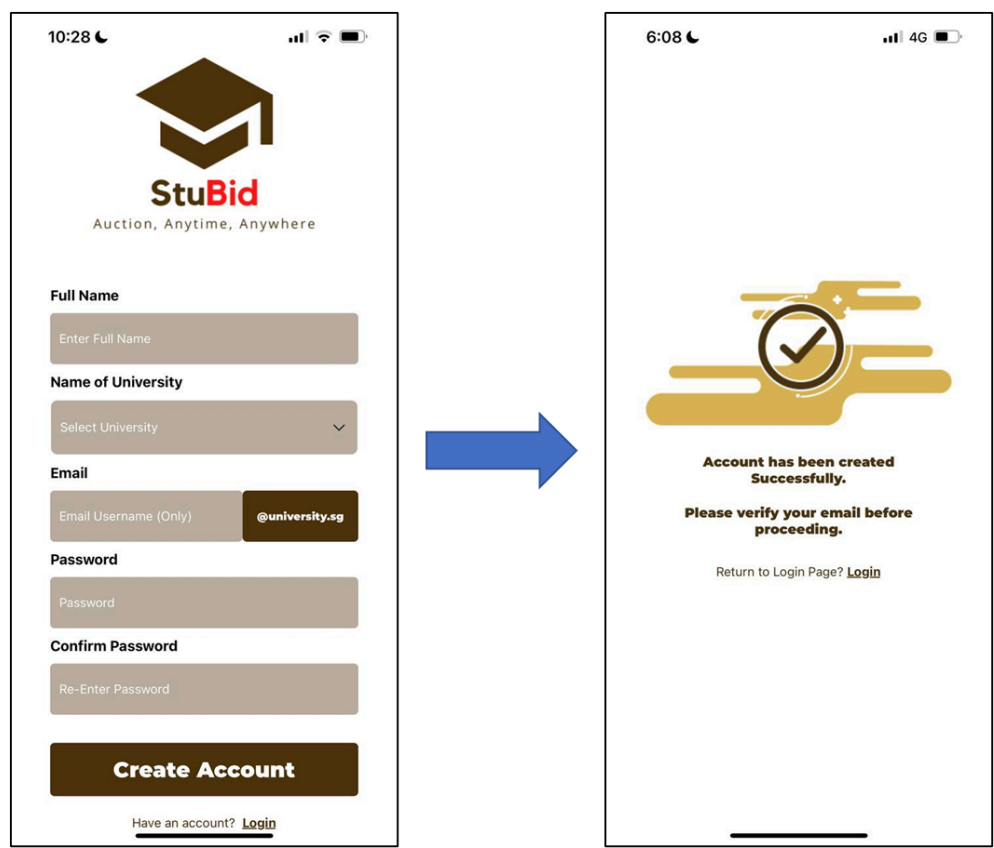 10:28
StuBid
Auction, Anytime, Anywhere
Full Name
Enter Full Name
Name of University
Select University
Email
Email Username (Only)
@university.sg
Password
Password
Confirm Password
Re-Enter Password
Create Account
Have an account? Login
6:08
4G
Account has been created
Successfully.
Please verify your email before
proceeding.
Return to Login Page? Login